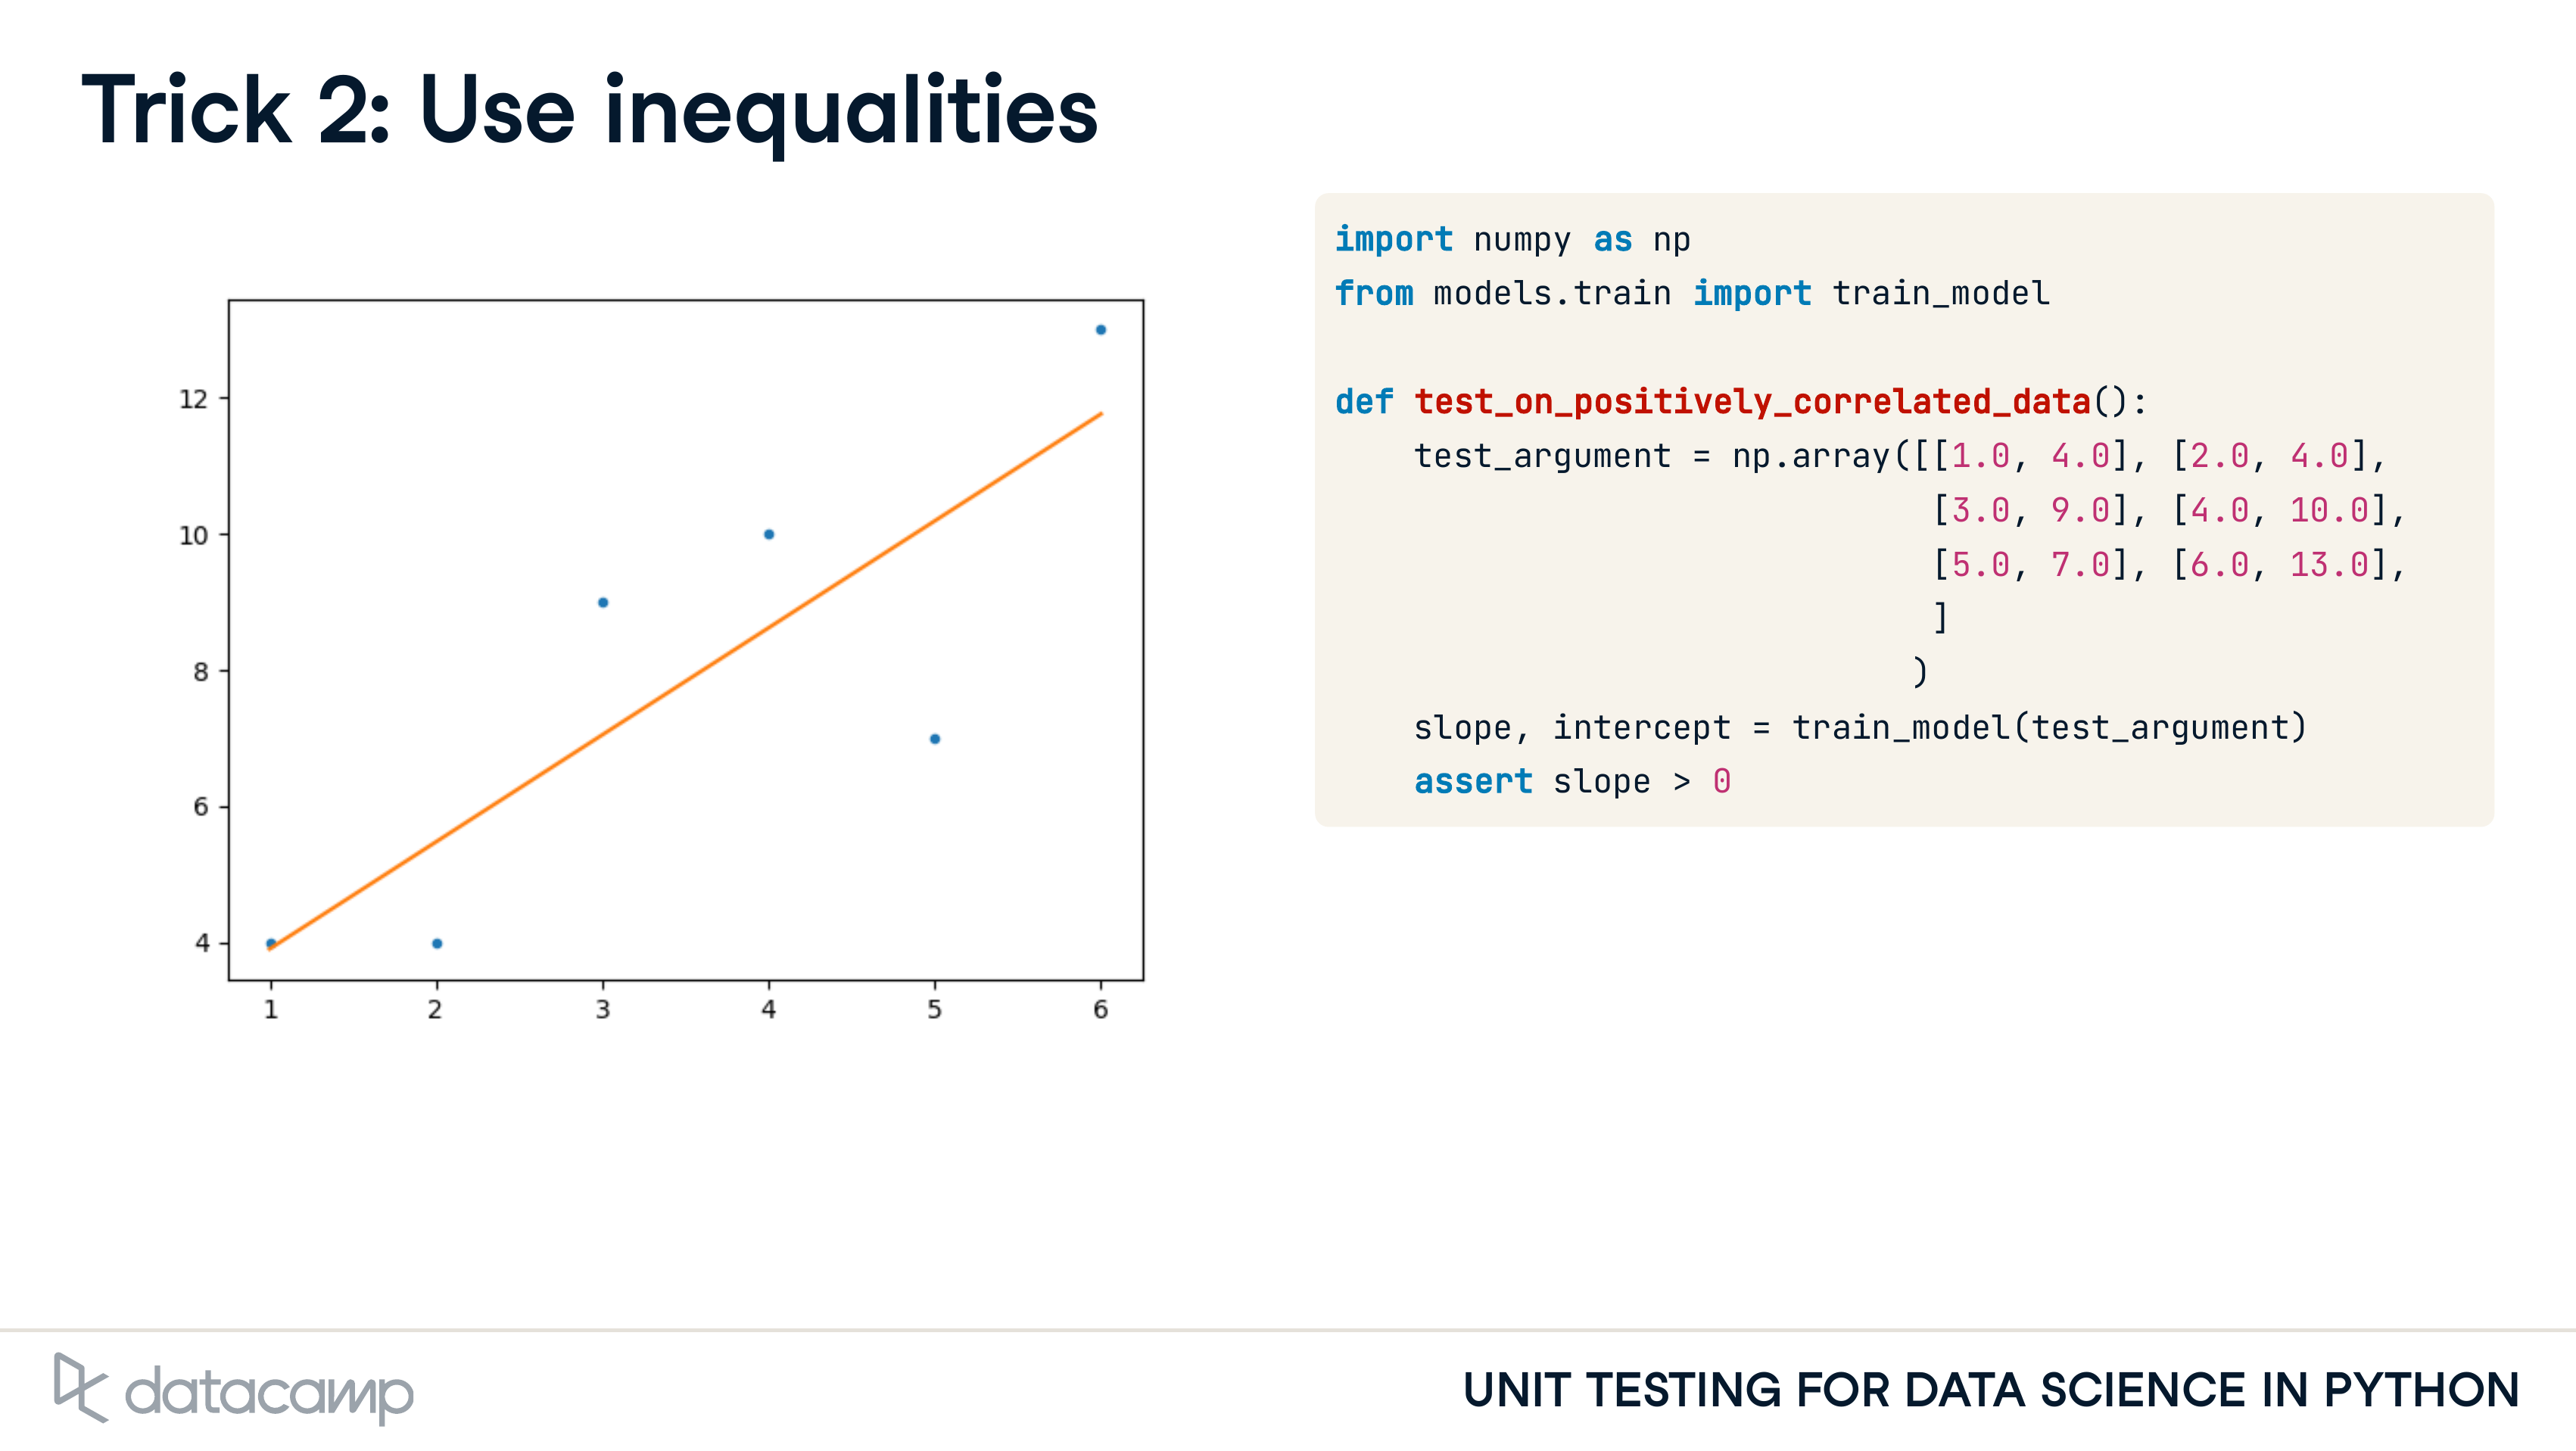 Trick 2: Use inequalities
12
10
8
6
4
1 2 3 4 5 6
import numpy as np
from models.train import train_model
def test_on_positively_correlated_data():
    test_argument = np.array([[1.0, 4.0], [2.0, 4.0],
                              [3.0, 9.0], [4.0, 10.0],
                              [5.0, 7.0], [6.0, 13.0],
                              ]
                             )
    slope, intercept = train_model(test_argument)
    assert slope > 0
datacamp
UNIT TESTING FOR DATA SCIENCE IN PYTHON